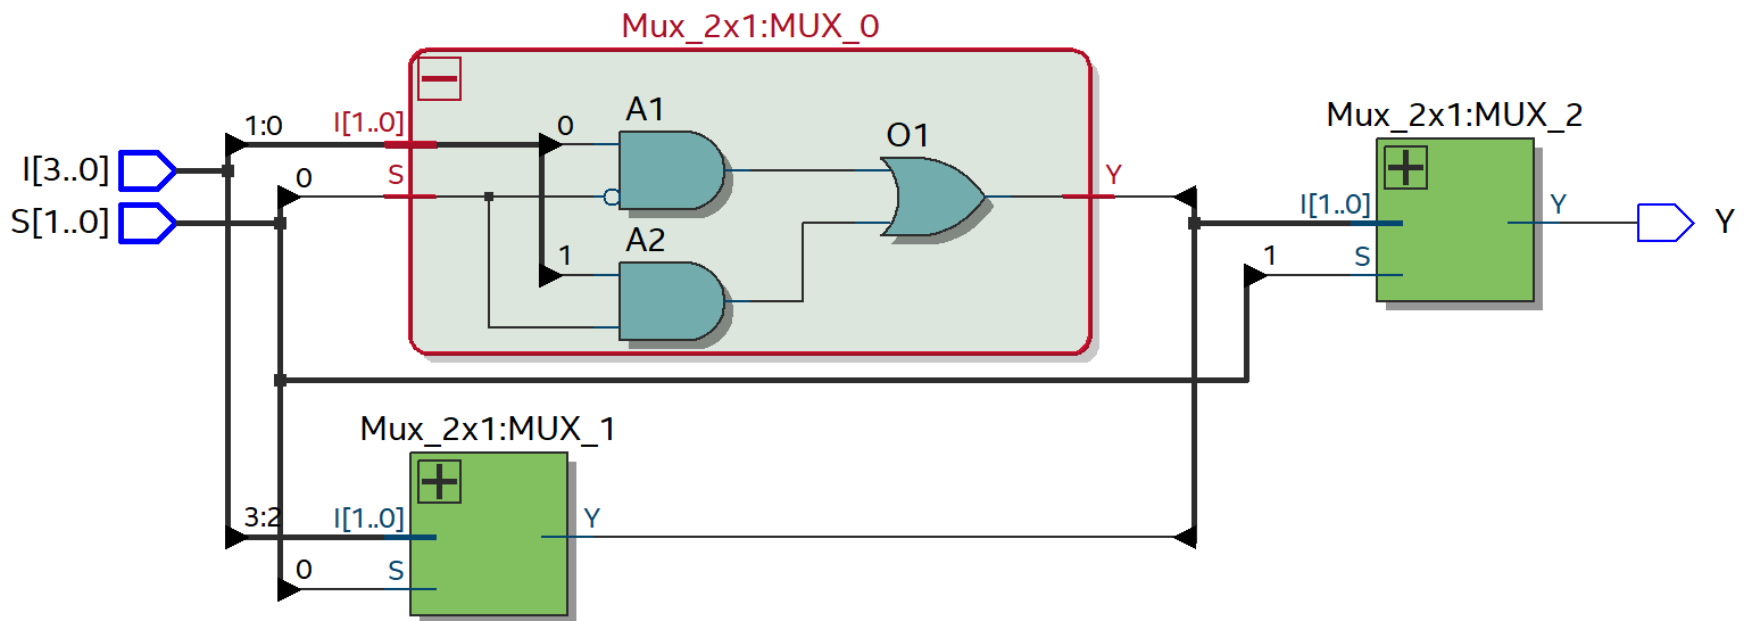 Mux_2x1:MUX_0
I[3..0]
S[1..0]
1:0
I[1..0]
0
S
0
A1
A2
1
O1
Y
Mux_2x1:MUX_2
I[1..0]
1
S
Y
Y
Mux_2x1:MUX_1
3:2
I[1..0]
0
S
Y